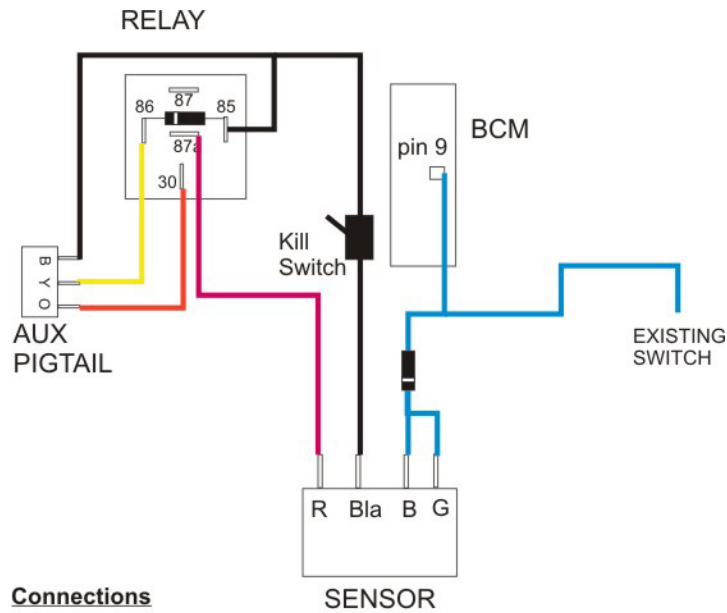 RELAY
87
86
85
87a
30
BCM
pin 9
Kill
Switch
B
Y
O
AUX
PIGTAIL
EXISTING
SWITCH
R Bla B G
Connections
SENSOR